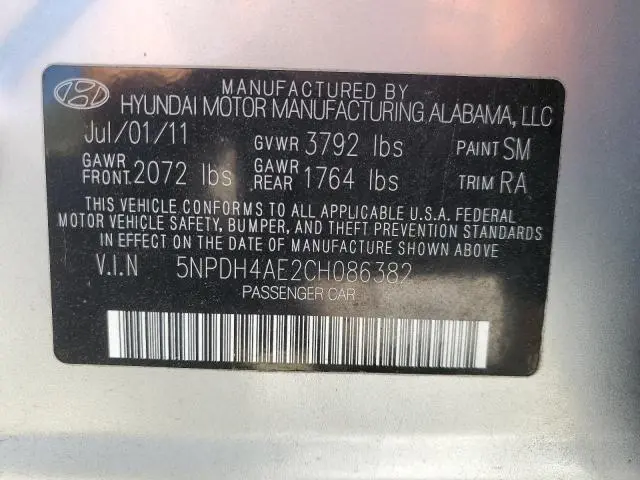 MANUFACTURED BY
HYUNDAI MOTOR MANUFACTURING ALABAMA, LLC
Jul/01/11 GVWR 3792 lbs PAINT SM
GAWR FRONT 2072 lbs GAWR REAR 1764 lbs TRIM RA
THIS VEHICLE CONFORMS TO ALL APPLICABLE U.S.A. FEDERAL
MOTOR VEHICLE SAFETY, BUMPER, AND THEFT PREVENTION STANDARDS
IN EFFECT ON THE DATE OF MANUFACTURE SHOWN ABOVE.
V.I.N 5NPDH4AE2CH086382
PASSENGER CAR